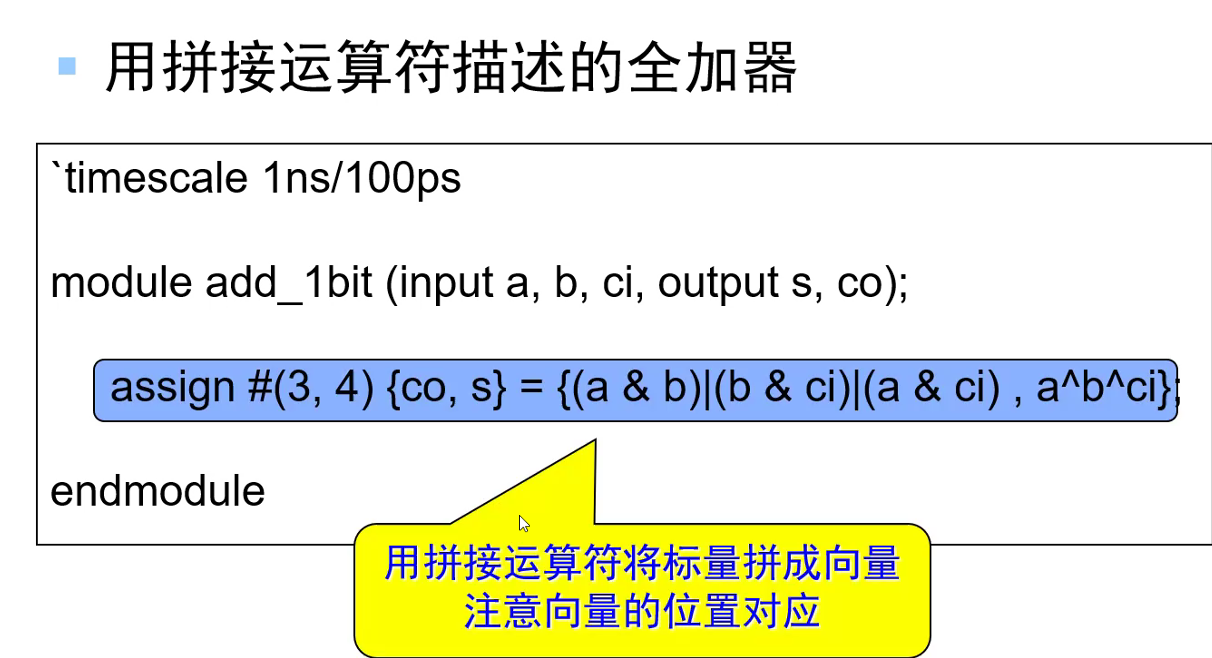 用拼接运算符描述的全加器
`timescale 1ns/100ps
module add_1bit (input a, b, ci, output s, co);
assign #(3, 4) {co, s} = {(a & b)|(b & ci)|(a & ci) , a^b^ci};
endmodule
用拼接运算符将标量拼成向量
注意向量的位置对应